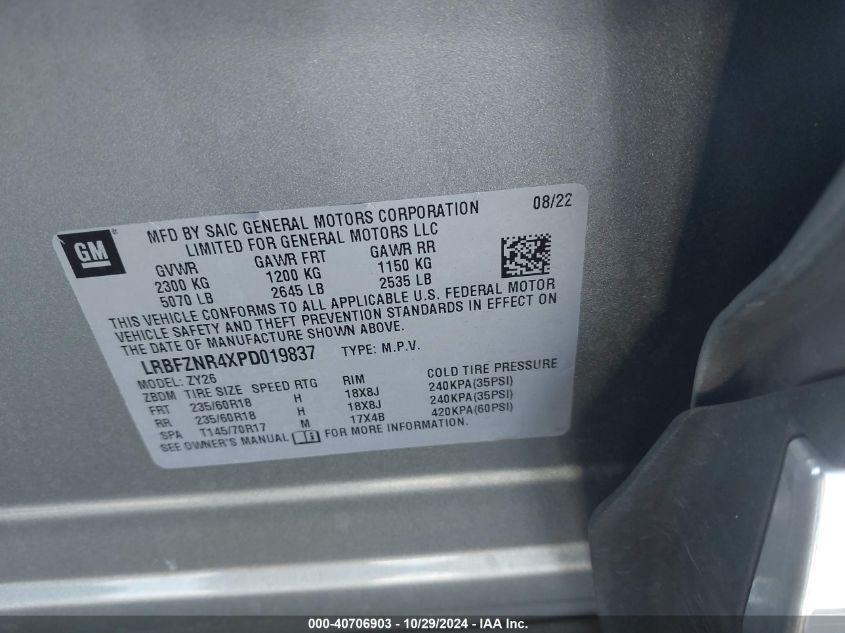 GM
MFD BY SAIC GENERAL MOTORS CORPORATION 08/22
LIMITED FOR GENERAL MOTORS LLC
GVWR GAWR FRT GAWR RR
2300 KG 1200 KG 1150 KG
5070 LB 2645 LB 2535 LB
THIS VEHICLE CONFORMS TO ALL APPLICABLE U.S. FEDERAL MOTOR
VEHICLE SAFETY AND THEFT PREVENTION STANDARDS IN EFFECT ON
THE DATE OF MANUFACTURE SHOWN ABOVE.
LRBFZNR4XPD019837 TYPE: M.P.V.
MODEL: ZY26
ZBDM TIRE SIZE SPEED RTG RIM COLD TIRE PRESSURE
FRT 235/60R18 H 18X8J 240KPA(35PSI)
RR 235/60R18 H 18X8J 240KPA(35PSI)
SPA T145/70R17 M 17X4B 420KPA(60PSI)
SEE OWNER'S MANUAL FOR MORE INFORMATION.
000-40706903 - 10/29/2024 - IAA Inc.